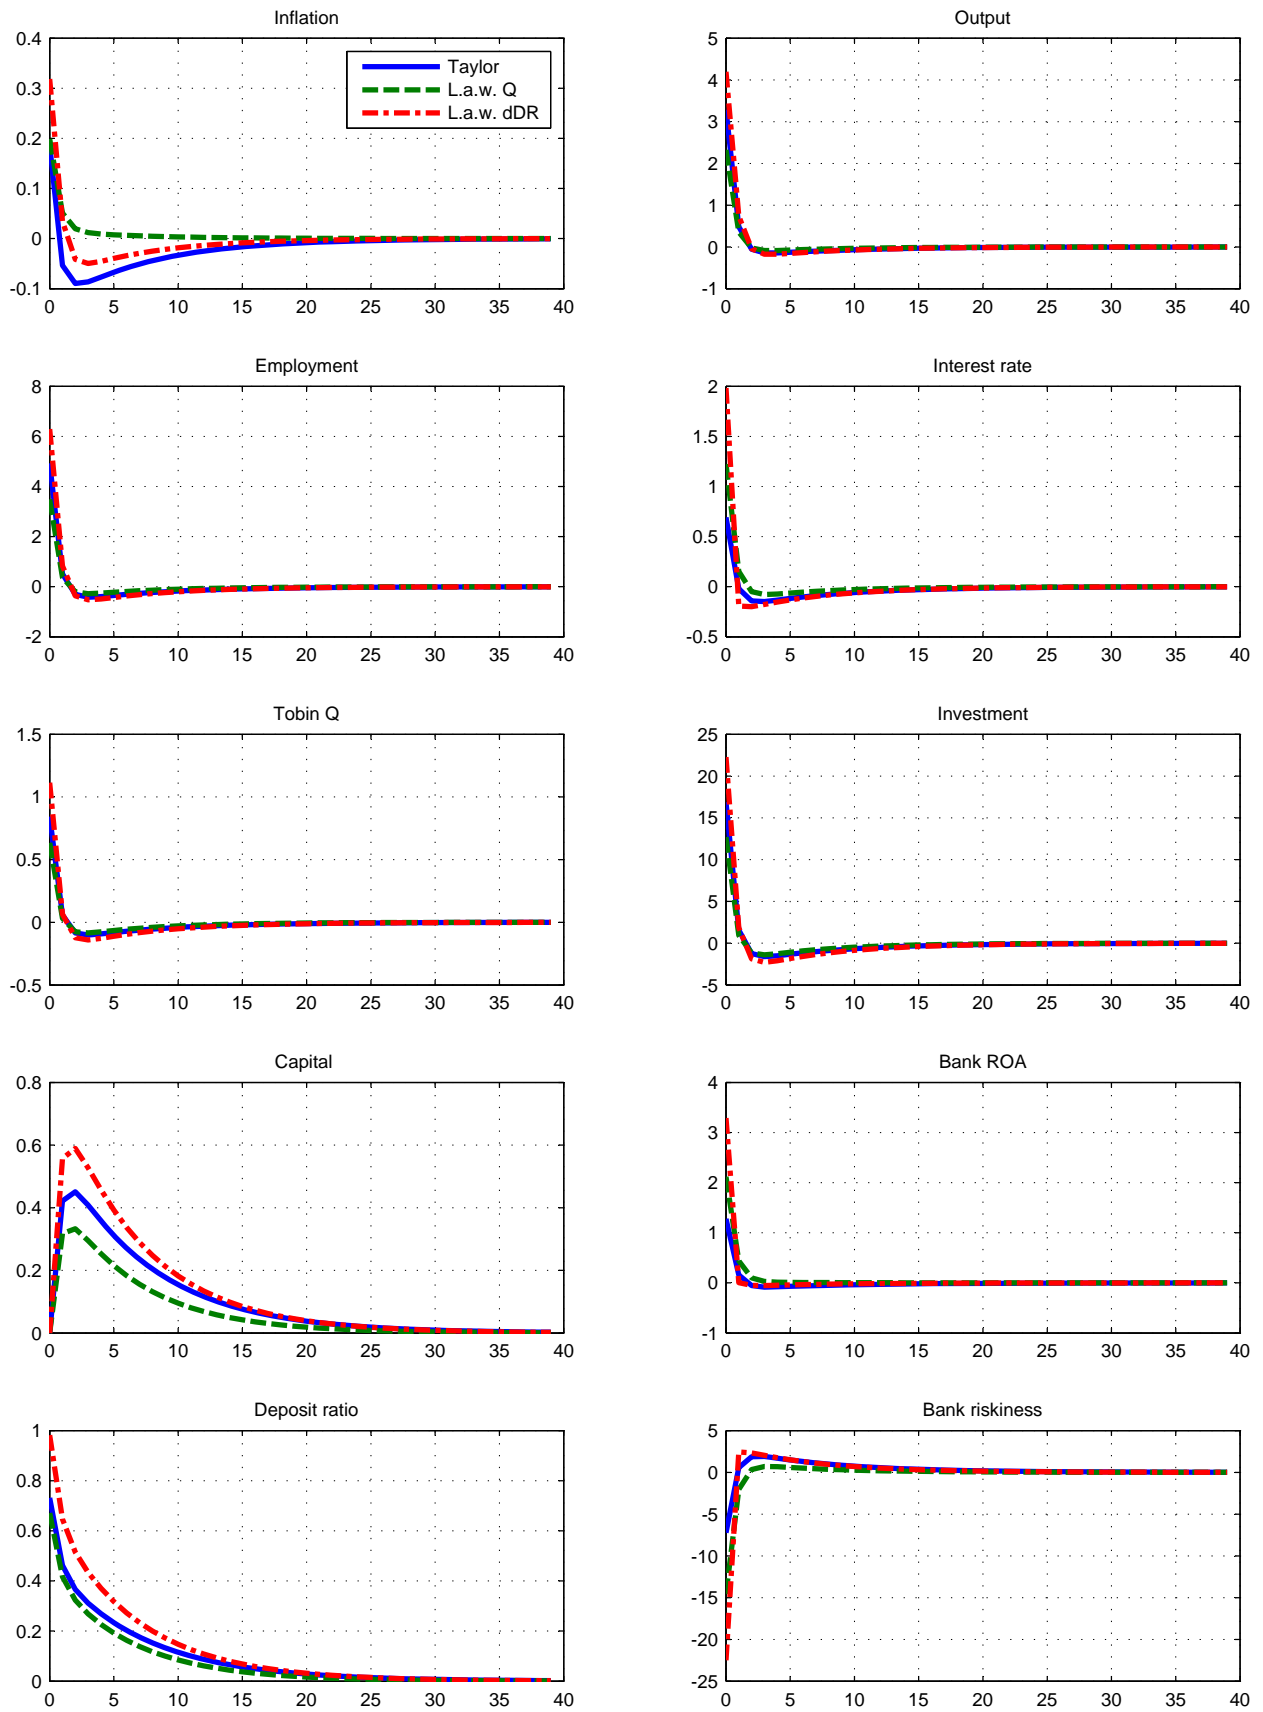 Inflation
0.4
0.3
0.2
0.1
0
-0.1
0 5 10 15 20 25 30 35 40
Taylor
L.a.w. Q
L.a.w. dDR
Output
5
4
3
2
1
0
-1
0 5 10 15 20 25 30 35 40
Employment
8
6
4
2
0
-2
0 5 10 15 20 25 30 35 40
Interest rate
2
1.5
1
0.5
0
-0.5
0 5 10 15 20 25 30 35 40
Tobin Q
1.5
1
0.5
0
-0.5
0 5 10 15 20 25 30 35 40
Investment
25
20
15
10
5
0
-5
0 5 10 15 20 25 30 35 40
Capital
0.8
0.6
0.4
0.2
0
0 5 10 15 20 25 30 35 40
Bank ROA
4
3
2
1
0
-1
0 5 10 15 20 25 30 35 40
Deposit ratio
1
0.8
0.6
0.4
0.2
0
0 5 10 15 20 25 30 35 40
Bank riskiness
5
0
-5
-10
-15
-20
-25
0 5 10 15 20 25 30 35 40